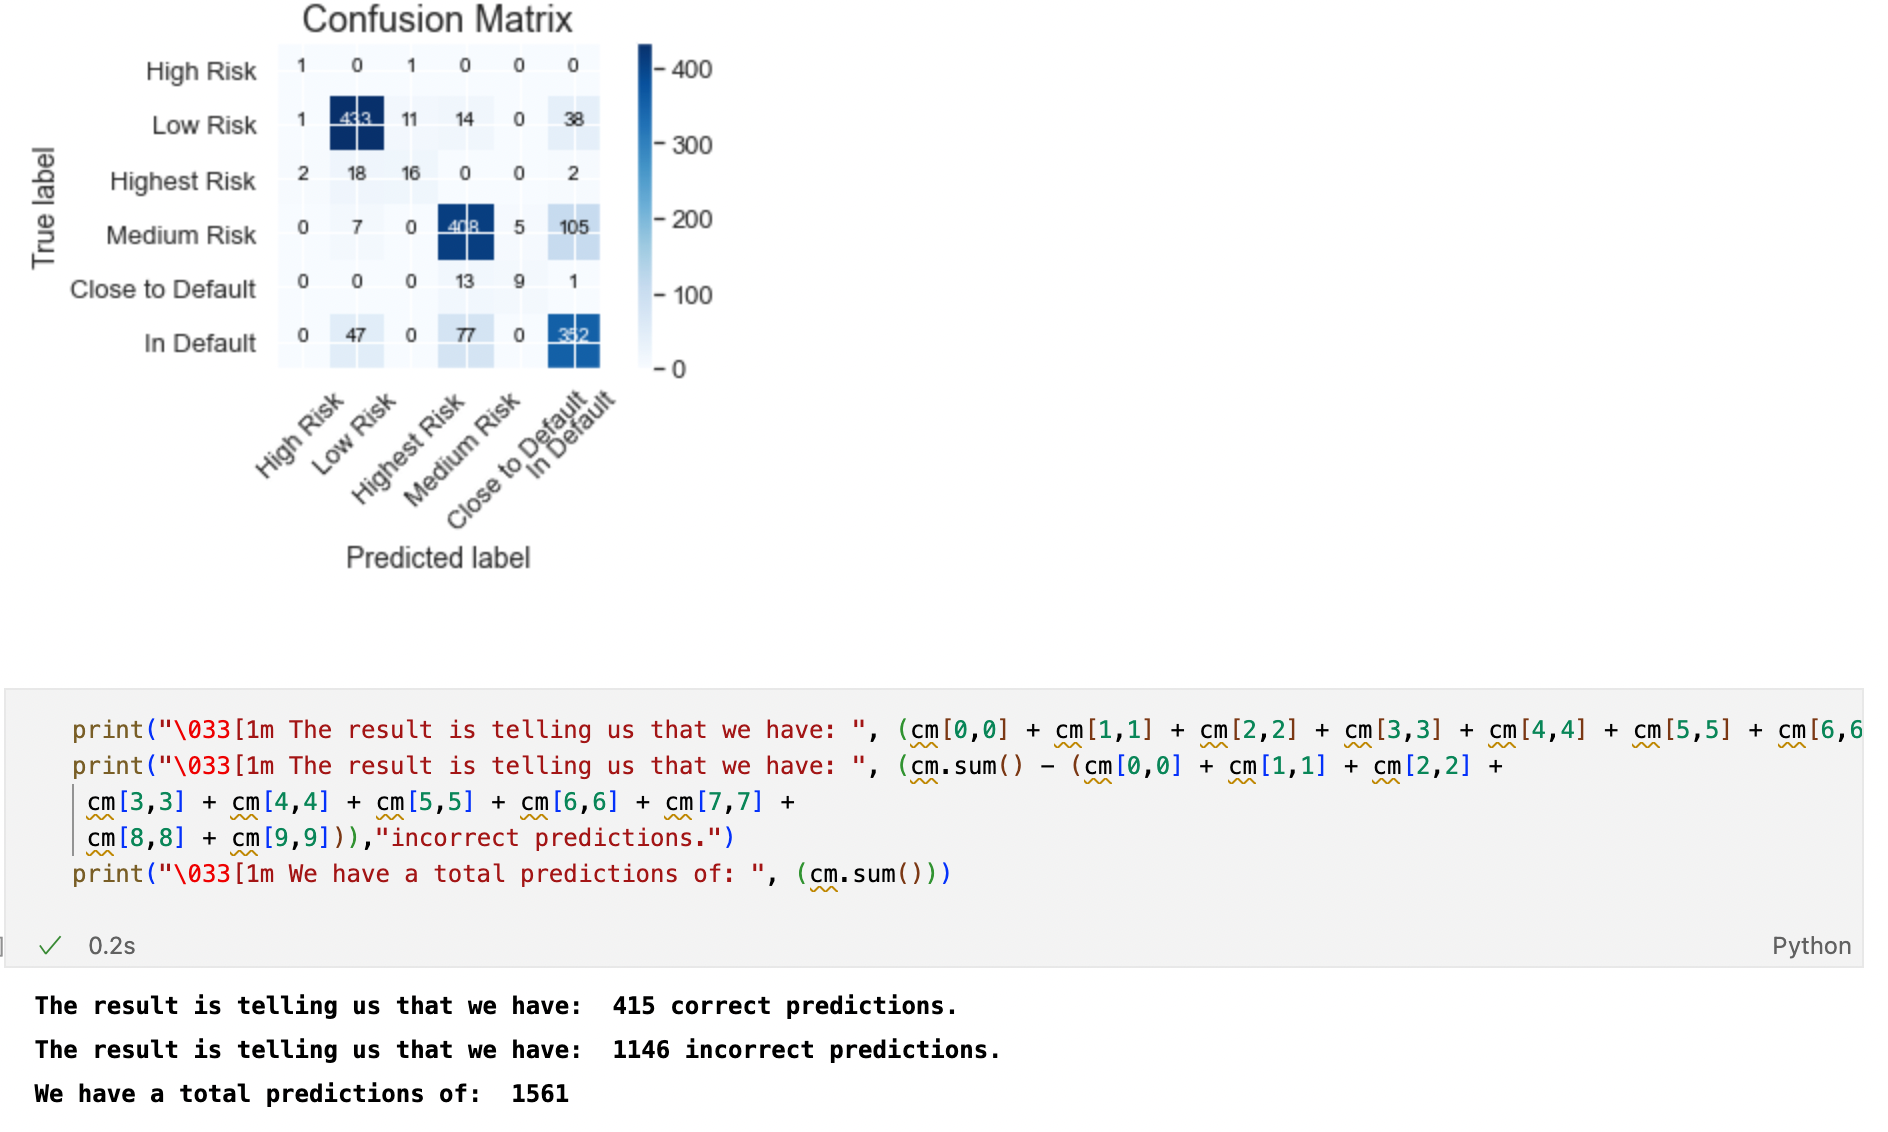 Confusion Matrix
True label
High Risk 1 0 1 0 0 0
Low Risk 1 433 11 14 0 38
Highest Risk 2 18 16 0 0 2
Medium Risk 0 7 0 408 5 105
Close to Default 0 0 0 13 9 1
In Default 0 47 0 77 0 352
400
300
200
100
0
High Risk
Low Risk
Highest Risk
Medium Risk
Close to Default
In Default
Predicted label
print("\033[1m The result is telling us that we have: ", (cm[0,0] + cm[1,1] + cm[2,2] + cm[3,3] + cm[4,4] + cm[5,5] + cm[6,6
print("\033[1m The result is telling us that we have: ", (cm.sum() - (cm[0,0] + cm[1,1] + cm[2,2] +
cm[3,3] + cm[4,4] + cm[5,5] + cm[6,6] + cm[7,7] +
cm[8,8] + cm[9,9])),"incorrect predictions.")
print("\033[1m We have a total predictions of: ", (cm.sum()))
] ✓ 0.2s
Python
The result is telling us that we have:  415 correct predictions.
The result is telling us that we have:  1146 incorrect predictions.
We have a total predictions of:  1561